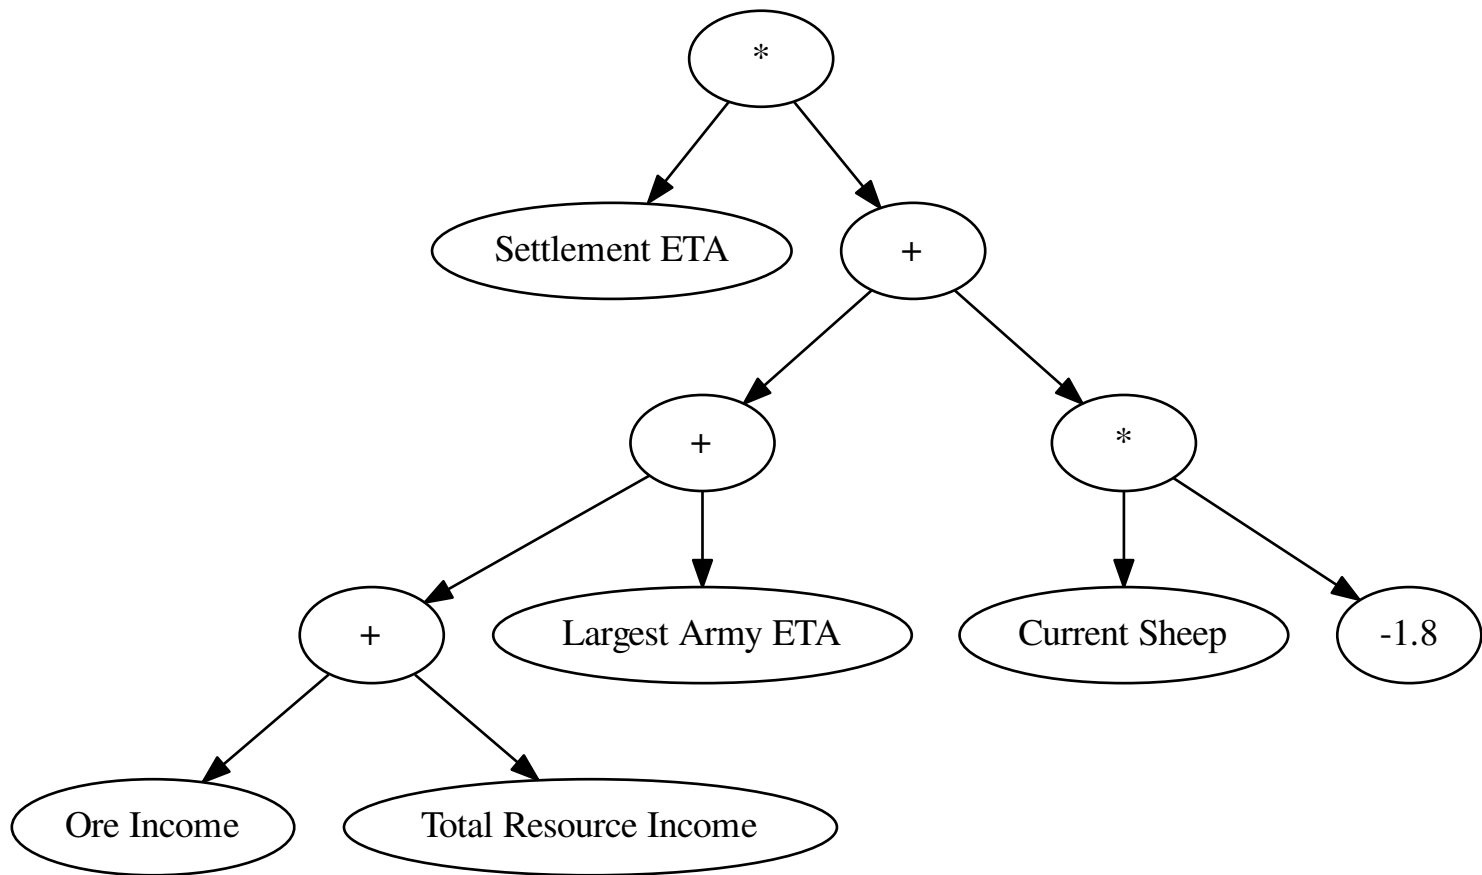 *
Settlement ETA
+
+
*
+
Largest Army ETA
Current Sheep
-1.8
Ore Income
Total Resource Income